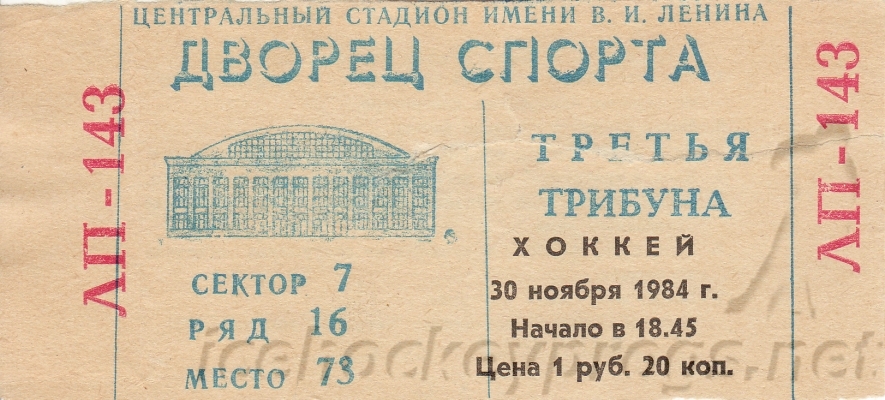 ЦЕНТРАЛЬНЫЙ СТАДИОН ИМЕНИ В. И. ЛЕНИНА
ДВОРЕЦ СПОРТА
ЛП - 143
ТРЕТЬЯ
ТРИБУНА
ХОККЕЙ
30 ноября 1984 г.
Начало в 18.45
Цена 1 руб. 20 коп.
СЕКТОР 7
РЯД 16
МЕСТО 73
ЛП - 143
icehockeyprogs.net